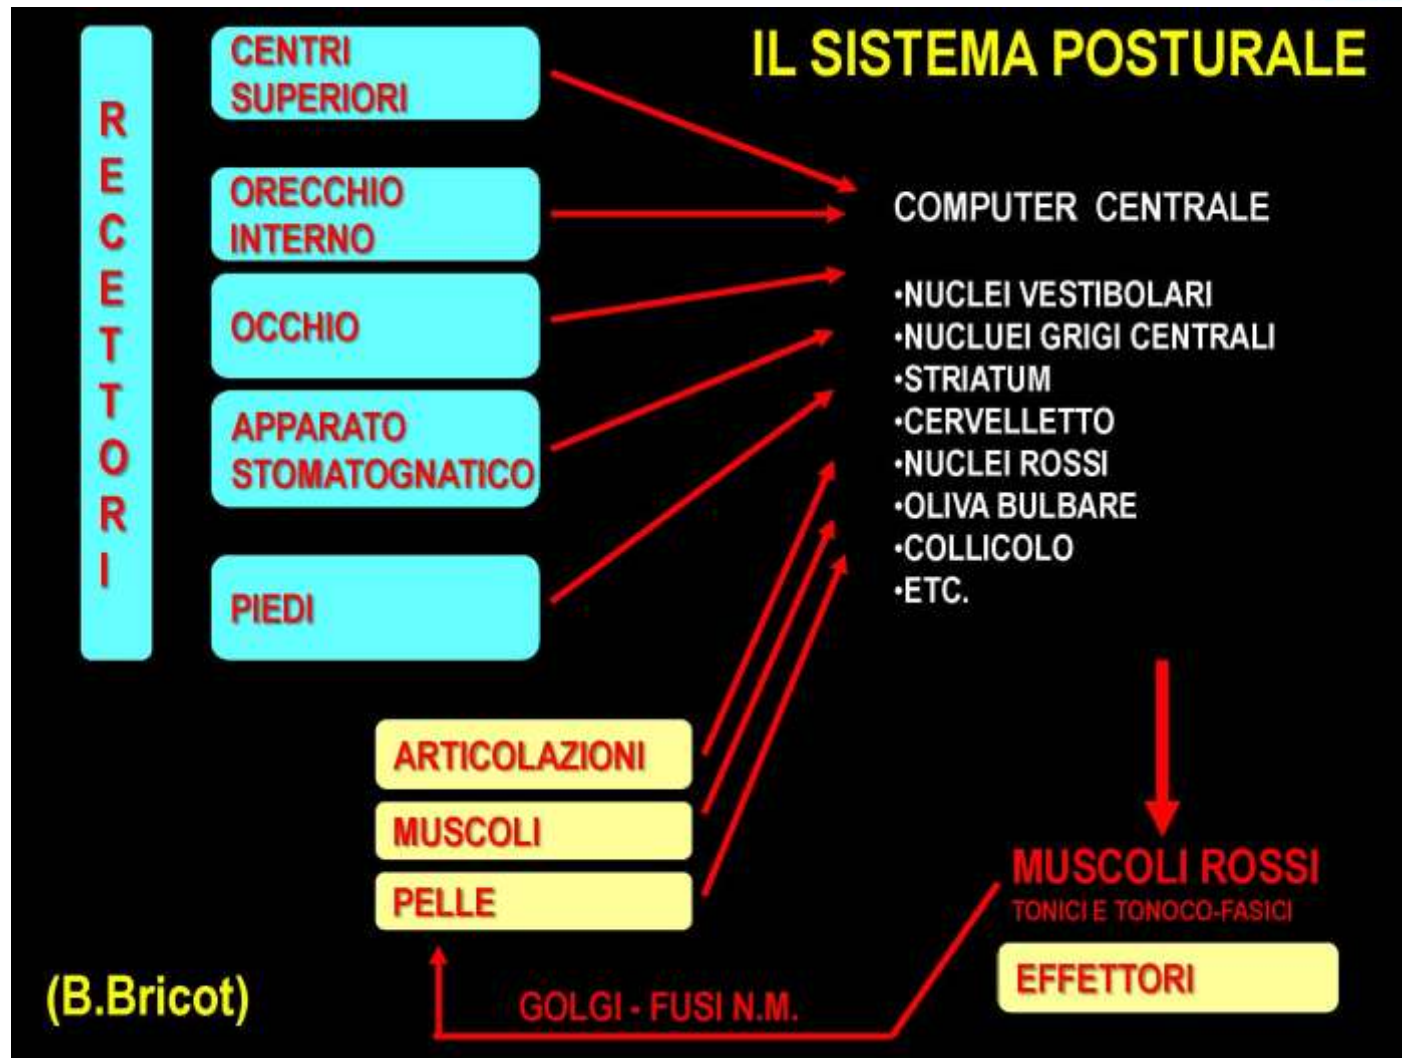 IL SISTEMA POSTURALE
RECETTORI
CENTRI
SUPERIORI
ORECCHIO
INTERNO
OCCHIO
APPARATO
STOMATOGNATICO
PIEDI
COMPUTER CENTRALE
•NUCLEI VESTIBOLARI
•NUCLUEI GRIGI CENTRALI
•STRIATUM
•CERVELLETTO
•NUCLEI ROSSI
•OLIVA BULBARE
•COLLICOLO
•ETC.
ARTICOLAZIONI
MUSCOLI
PELLE
MUSCOLI ROSSI
TONICI E TONOCO-FASICI
EFFETTORI
GOLGI - FUSI N.M.
(B.Bricot)